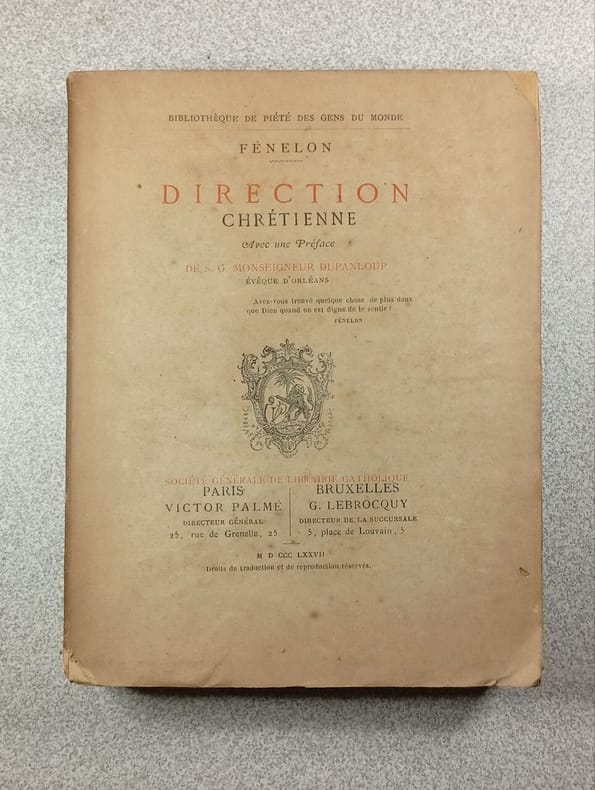 BIBLIOTHÈQUE DE PIÉTÉ DES GENS DU MONDE
FÉNELON
DIRECTION
CHRÉTIENNE
Avec une Préface
DE S. G. MONSEIGNEUR DUPANLOUP
ÉVÊQUE D'ORLÉANS
Avez-vous trouvé quelque chose de plus doux
que Dieu quand on est digne de le sentir?
FÉNELON
SOCIÉTÉ GÉNÉRALE DE LIBRAIRIE CATHOLIQUE
PARIS
VICTOR PALMÉ
DIRECTEUR GÉNÉRAL
25, rue de Grenelle, 25
BRUXELLES
G. LEBROCQUY
DIRECTEUR DE LA SUCCURSALE
5, place de Louvain, 5
M D CCC LXXVII
Droits de traduction et de reproduction réservés.